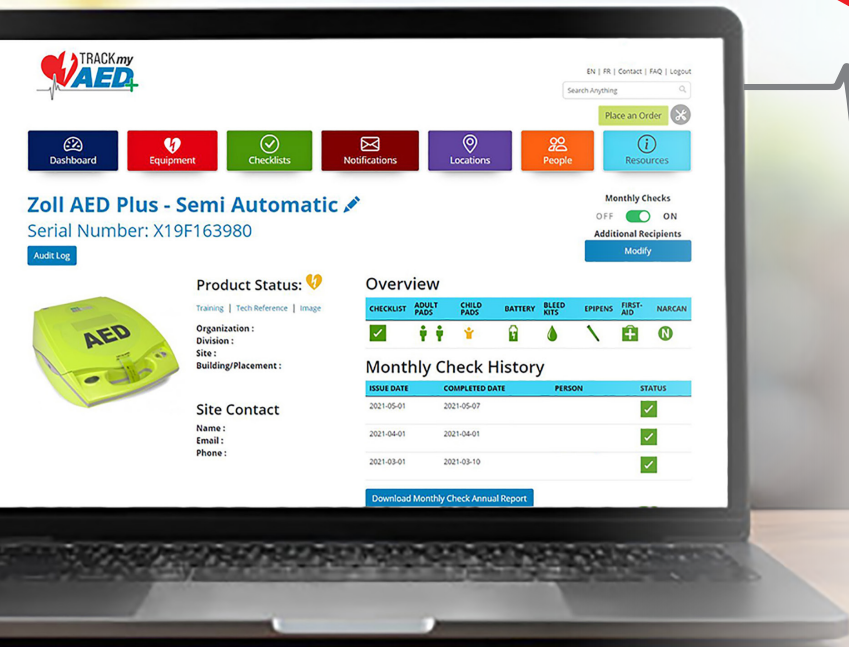 TRACKmy
AED
EN | FR | Contact | FAQ | Logout
Search Anything
Place an Order
Dashboard
Equipment
Checklists
Notifications
Locations
People
Resources
Zoll AED Plus - Semi Automatic
Serial Number: X19F163980
Audit Log
Monthly Checks
OFF ON
Additional Recipients
Modify
Product Status:
Training | Tech Reference | Image
Organization :
Division :
Site :
Building/Placement :
AED
Site Contact
Name :
Email :
Phone :
Overview
CHECKLIST ADULT PADS CHILD PADS BATTERY BLEED KITS EPIPENS FIRST-AID NARCAN
N
Monthly Check History
ISSUE DATE COMPLETED DATE PERSON STATUS
2021-05-01 2021-05-07
2021-04-01 2021-04-01
2021-03-01 2021-03-10
Download Monthly Check Annual Report